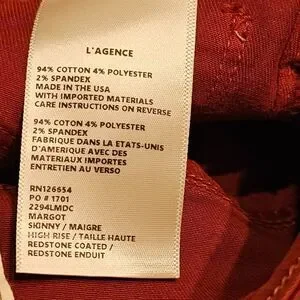 L'AGENCE
94% COTTON 4% POLYESTER
2% SPANDEX
MADE IN THE USA
WITH IMPORTED MATERIALS
CARE INSTRUCTIONS ON REVERSE
94% COTON 4% POLYESTER
2% SPANDEX
FABRIQUE DANS LA ETATS-UNIS
D'AMERIQUE AVEC DES
MATERIAUX IMPORTES
ENTRETIEN AU VERSO
RN126654
PO # 1701
2294LMDC
MARGOT
SKINNY / MAIGRE
HIGH RISE / TAILLE HAUTE
REDSTONE COATED /
REDSTONE ENDUIT